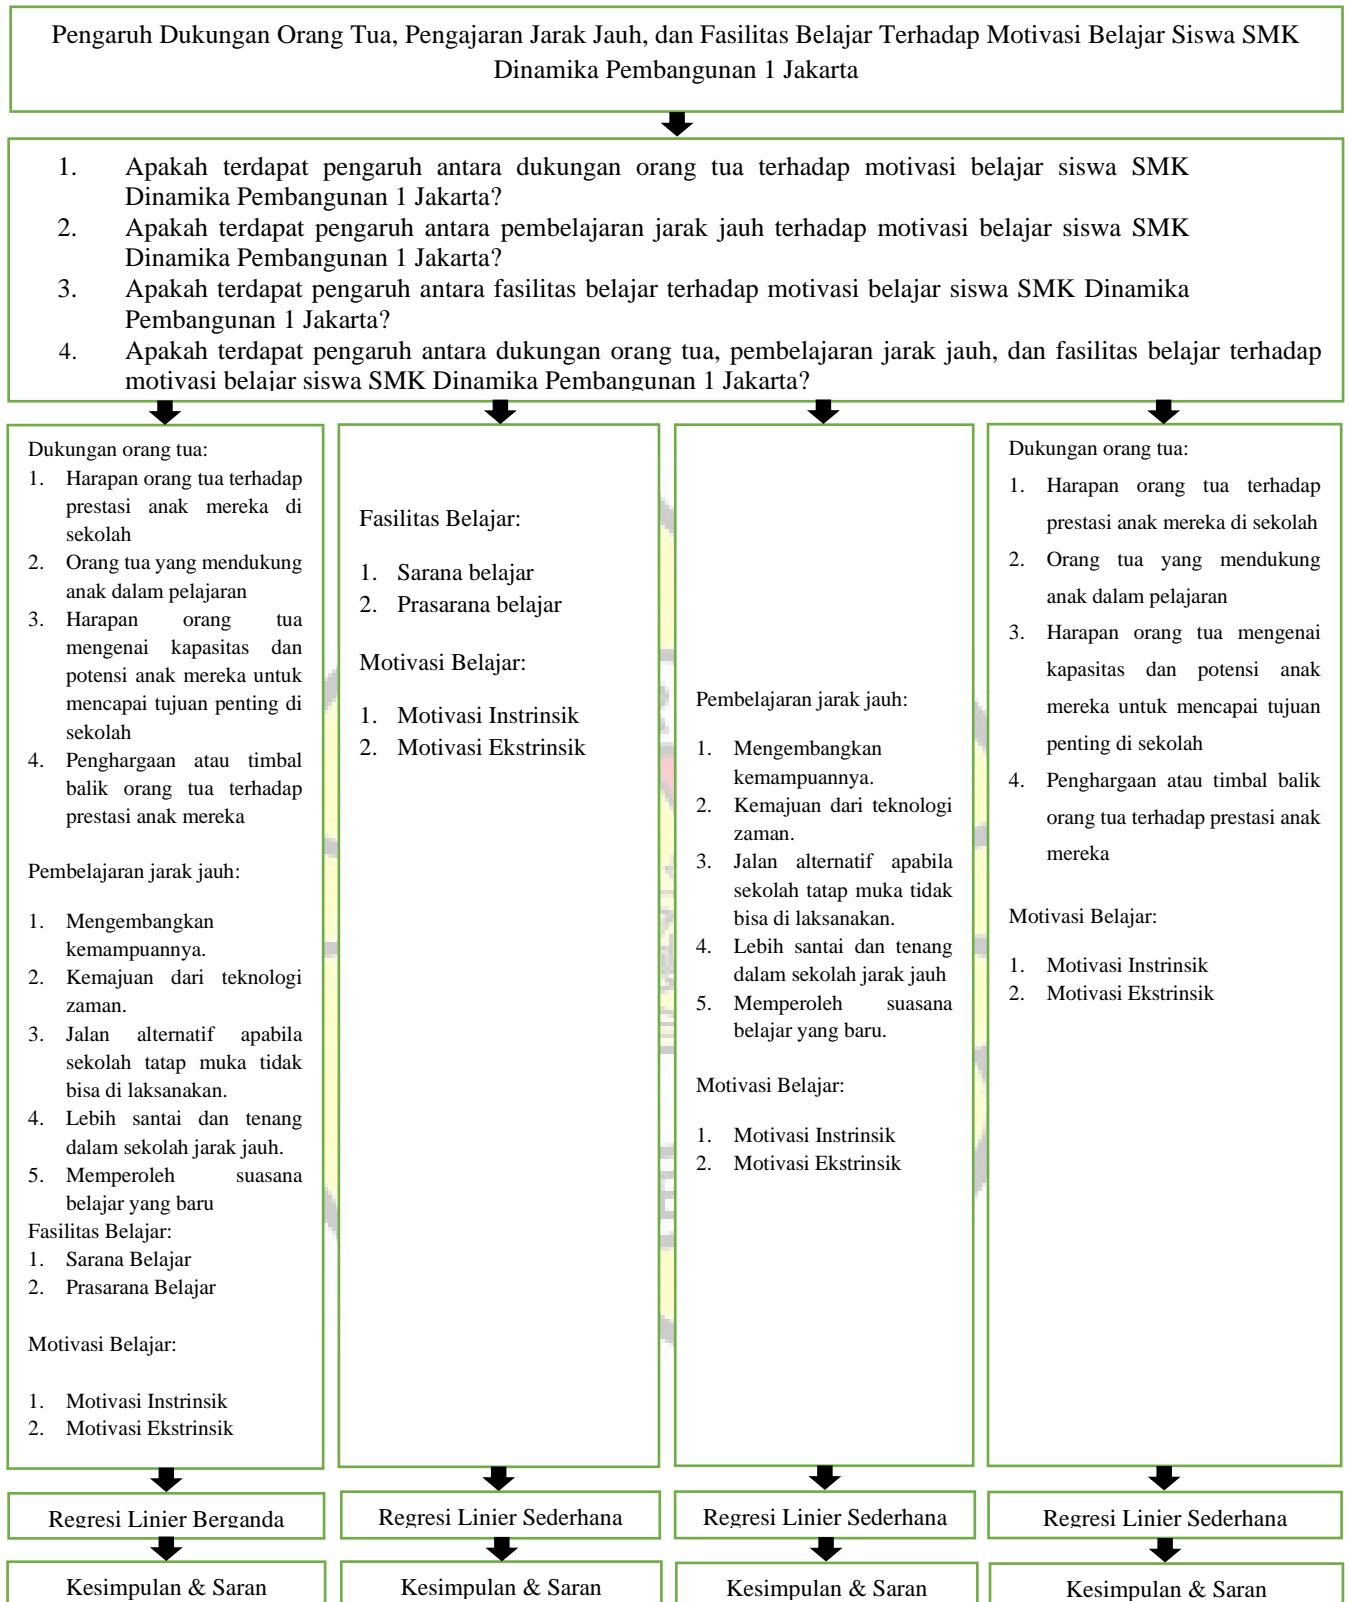 Pengaruh Dukungan Orang Tua, Pengajaran Jarak Jauh, dan Fasilitas Belajar Terhadap Motivasi Belajar Siswa SMK
Dinamika Pembangunan 1 Jakarta
1. Apakah terdapat pengaruh antara dukungan orang tua terhadap motivasi belajar siswa SMK
Dinamika Pembangunan 1 Jakarta?
2. Apakah terdapat pengaruh antara pembelajaran jarak jauh terhadap motivasi belajar siswa SMK
Dinamika Pembangunan 1 Jakarta?
3. Apakah terdapat pengaruh antara fasilitas belajar terhadap motivasi belajar siswa SMK Dinamika
Pembangunan 1 Jakarta?
4. Apakah terdapat pengaruh antara dukungan orang tua, pembelajaran jarak jauh, dan fasilitas belajar terhadap
motivasi belajar siswa SMK Dinamika Pembangunan 1 Jakarta?
Dukungan orang tua:
1. Harapan orang tua terhadap
prestasi anak mereka di
sekolah
2. Orang tua yang mendukung
anak dalam pelajaran
3. Harapan orang tua
mengenai kapasitas dan
potensi anak mereka untuk
mencapai tujuan penting di
sekolah
4. Penghargaan atau timbal
balik orang tua terhadap
prestasi anak mereka
Pembelajaran jarak jauh:
1. Mengembangkan
kemampuannya.
2. Kemajuan dari teknologi
zaman.
3. Jalan alternatif apabila
sekolah tatap muka tidak
bisa di laksanakan.
4. Lebih santai dan tenang
dalam sekolah jarak jauh.
5. Memperoleh suasana
belajar yang baru
Fasilitas Belajar:
1. Sarana Belajar
2. Prasarana Belajar
Motivasi Belajar:
1. Motivasi Instrinsik
2. Motivasi Ekstrinsik
Regresi Linier Berganda
Kesimpulan & Saran
Fasilitas Belajar:
1. Sarana belajar
2. Prasarana belajar
Motivasi Belajar:
1. Motivasi Instrinsik
2. Motivasi Ekstrinsik
Regresi Linier Sederhana
Kesimpulan & Saran
Pembelajaran jarak jauh:
1. Mengembangkan
kemampuannya.
2. Kemajuan dari teknologi
zaman.
3. Jalan alternatif apabila
sekolah tatap muka tidak
bisa di laksanakan.
4. Lebih santai dan tenang
dalam sekolah jarak jauh
5. Memperoleh suasana
belajar yang baru.
Motivasi Belajar:
1. Motivasi Instrinsik
2. Motivasi Ekstrinsik
Regresi Linier Sederhana
Kesimpulan & Saran
Dukungan orang tua:
1. Harapan orang tua terhadap
prestasi anak mereka di sekolah
2. Orang tua yang mendukung
anak dalam pelajaran
3. Harapan orang tua mengenai
kapasitas dan potensi anak
mereka untuk mencapai tujuan
penting di sekolah
4. Penghargaan atau timbal balik
orang tua terhadap prestasi anak
mereka
Motivasi Belajar:
1. Motivasi Instrinsik
2. Motivasi Ekstrinsik
Regresi Linier Sederhana
Kesimpulan & Saran